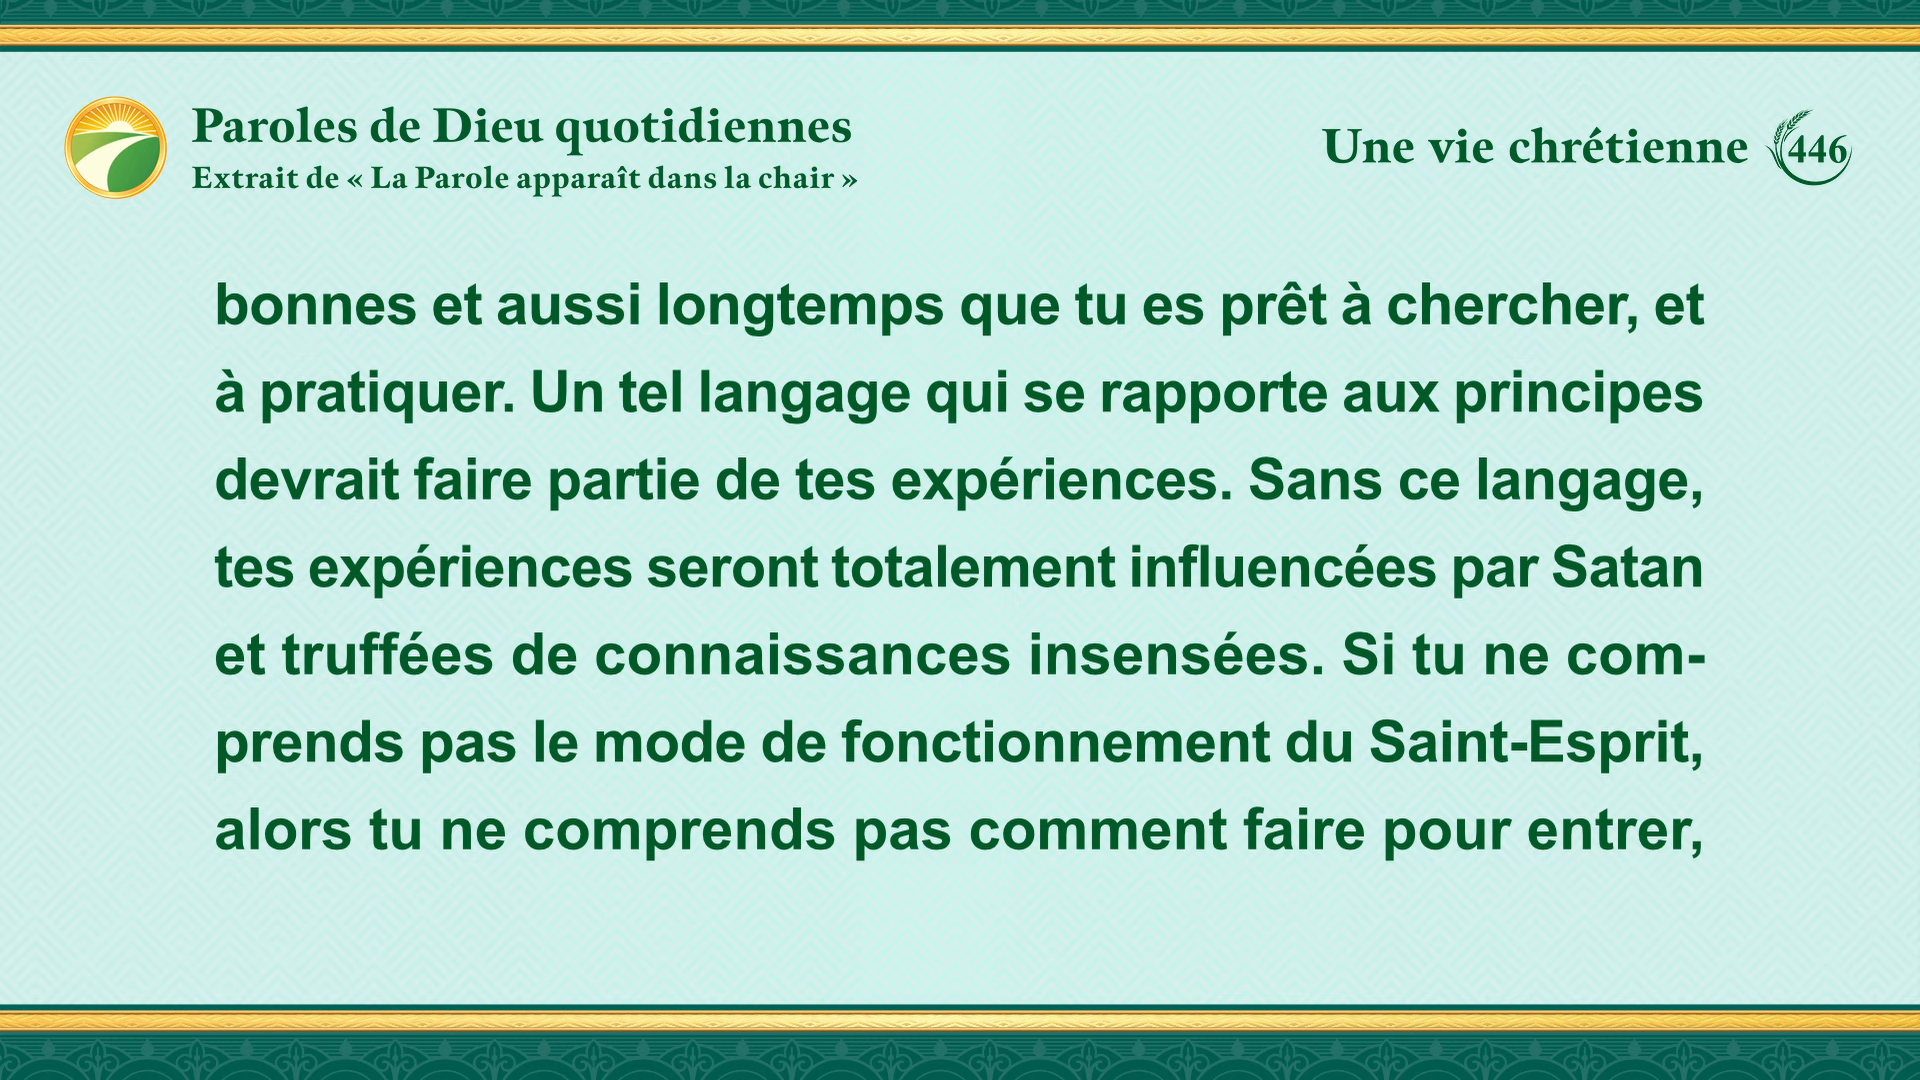 Paroles de Dieu quotidiennes
Extrait de « La Parole apparaît dans la chair »
Une vie chrétienne 446
bonnes et aussi longtemps que tu es prêt à chercher, et
à pratiquer. Un tel langage qui se rapporte aux principes
devrait faire partie de tes expériences. Sans ce langage,
tes expériences seront totalement influencées par Satan
et truffées de connaissances insensées. Si tu ne com-
prends pas le mode de fonctionnement du Saint-Esprit,
alors tu ne comprends pas comment faire pour entrer,